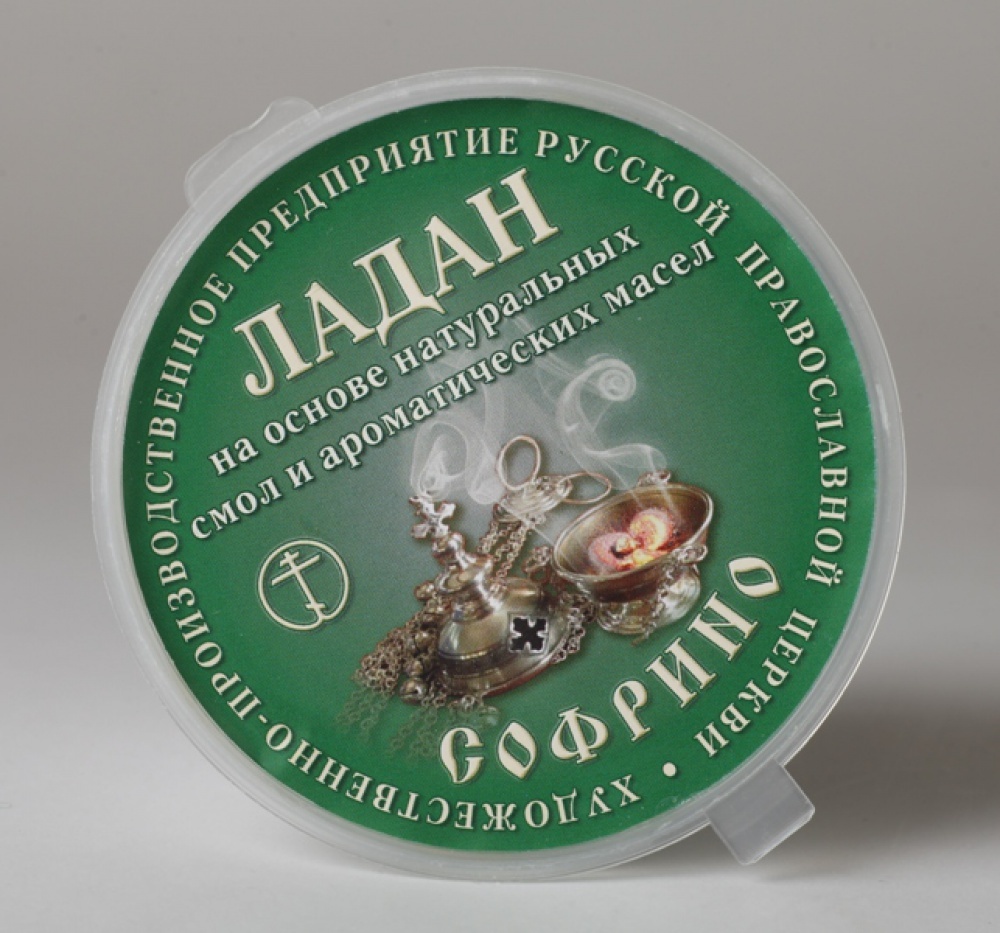 ХУДОЖЕСТВЕННО-ПРОИЗВОДСТВЕННОЕ ПРЕДПРИЯТИЕ РУССКОЙ ПРАВОСЛАВНОЙ ЦЕРКВИ •
ЛАДАН
на основе натуральных
смол и ароматических масел
СОФРИНО